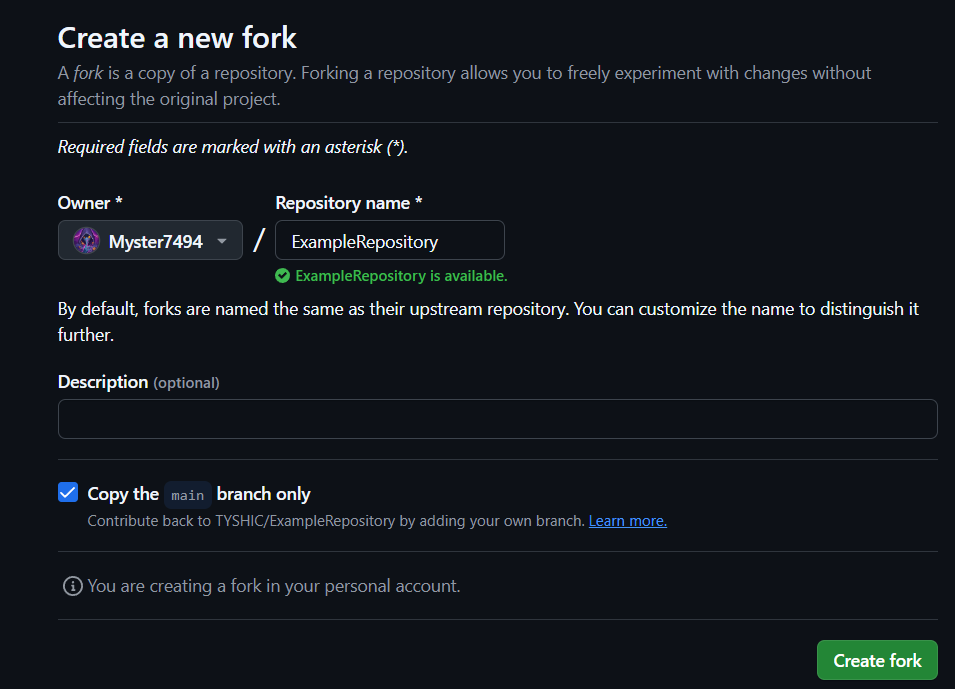 Create a new fork
A fork is a copy of a repository. Forking a repository allows you to freely experiment with changes without
affecting the original project.
Required fields are marked with an asterisk (*).
Owner *
Repository name *
Myster7494
/
ExampleRepository
ExampleRepository is available.
By default, forks are named the same as their upstream repository. You can customize the name to distinguish it
further.
Description (optional)
Copy the main branch only
Contribute back to TYSHIC/ExampleRepository by adding your own branch. Learn more.
You are creating a fork in your personal account.
Create fork